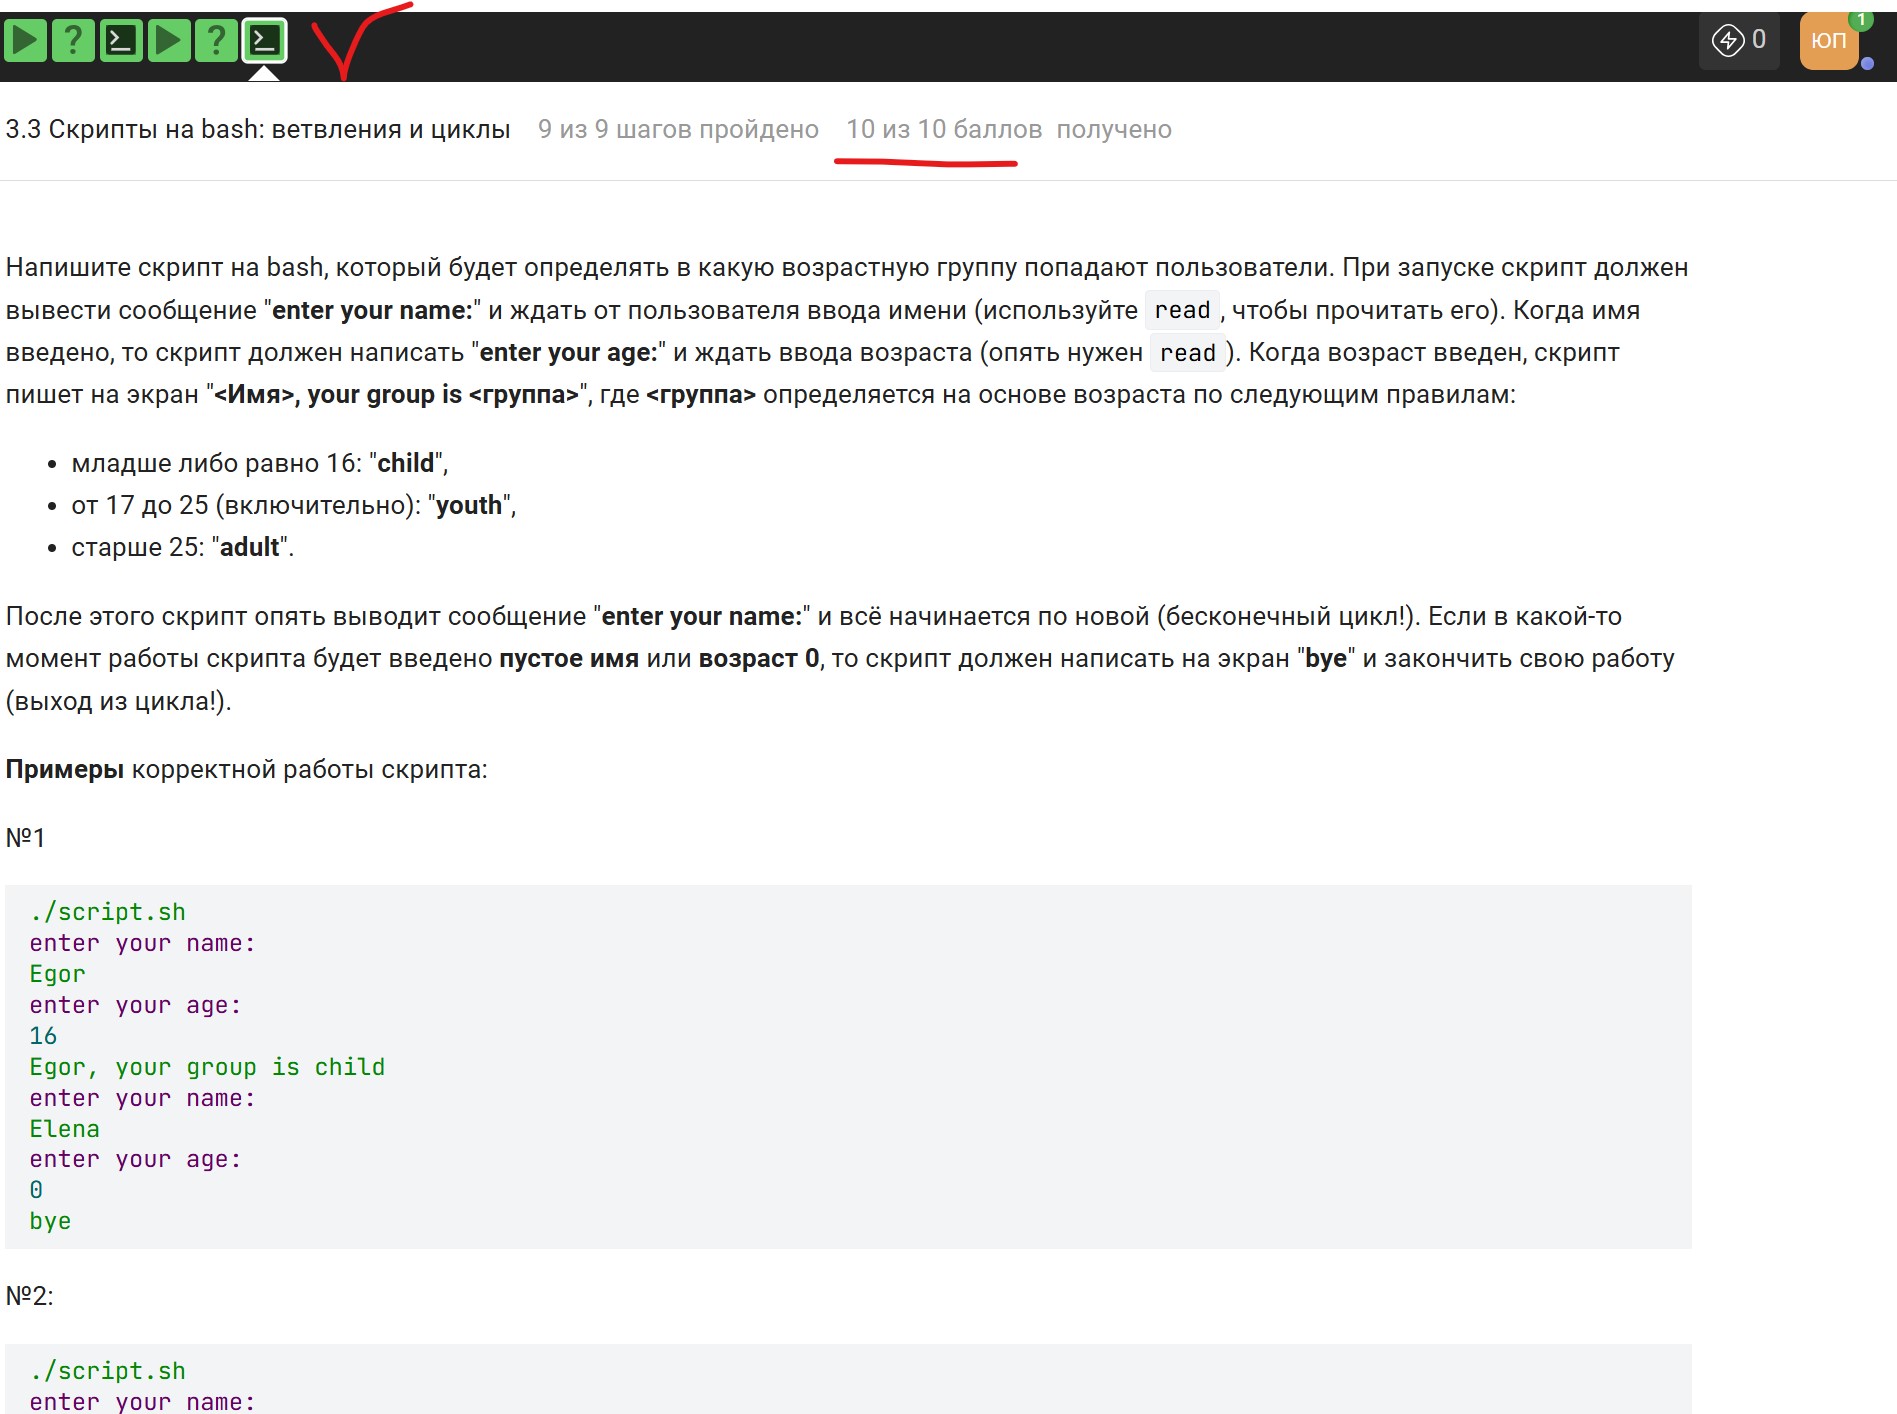 0
ЮП
1
3.3 Скрипты на bash: ветвления и циклы 9 из 9 шагов пройдено 10 из 10 баллов получено
Напишите скрипт на bash, который будет определять в какую возрастную группу попадают пользователи. При запуске скрипт должен
вывести сообщение "enter your name:" и ждать от пользователя ввода имени (используйте read, чтобы прочитать его). Когда имя
введено, то скрипт должен написать "enter your age:" и ждать ввода возраста (опять нужен read). Когда возраст введен, скрипт
пишет на экран "<Имя>, your group is <группа>", где <группа> определяется на основе возраста по следующим правилам:
• младше либо равно 16: "child",
• от 17 до 25 (включительно): "youth",
• старше 25: "adult".
После этого скрипт опять выводит сообщение "enter your name:" и всё начинается по новой (бесконечный цикл!). Если в какой-то
момент работы скрипта будет введено пустое имя или возраст 0, то скрипт должен написать на экран "bye" и закончить свою работу
(выход из цикла!).
Примеры корректной работы скрипта:
№1
./script.sh
enter your name:
Egor
enter your age:
16
Egor, your group is child
enter your name:
Elena
enter your age:
0
bye
№2:
./script.sh
enter your name: